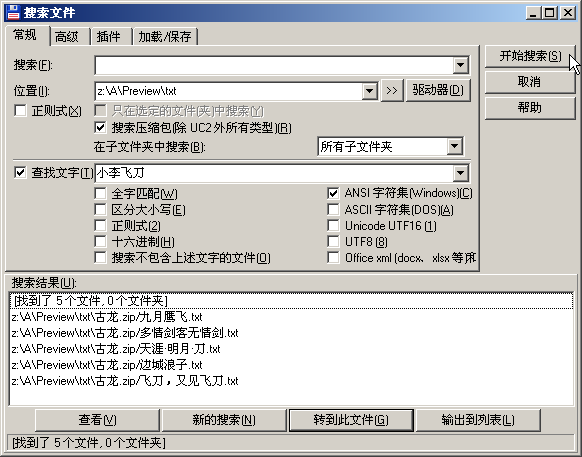 搜索文件
常规 高级 插件 加载/保存
搜索(F): 开始搜索(S)
位置(I): z:\A\Preview\txt >> 驱动器(D) 取消
正则式(X) 只在选定的文件(夹)中搜索(Y) 帮助
搜索压缩包(除 UC2 外所有类型)(R)
在子文件夹中搜索(B): 所有子文件夹
查找文字(T) 小李飞刀
全字匹配(W) ANSI 字符集(Windows)(C)
区分大小写(E) ASCII 字符集(DOS)(A)
正则式(2) Unicode UTF16 (1)
十六进制(H) UTF8 (8)
搜索不包含上述文字的文件(O) Office xml (docx、xlsx 等)
搜索结果(U):
[找到了 5个文件, 0个文件夹]
z:\A\Preview\txt\古龙.zip/九月鹰飞.txt
z:\A\Preview\txt\古龙.zip/多情剑客无情剑.txt
z:\A\Preview\txt\古龙.zip/天涯·明月·刀.txt
z:\A\Preview\txt\古龙.zip/边城浪子.txt
z:\A\Preview\txt\古龙.zip/飞刀，又见飞刀.txt
查看(V) 新的搜索(N) 转到此文件(G) 输出到列表(L)
[找到了 5个文件, 0个文件夹]